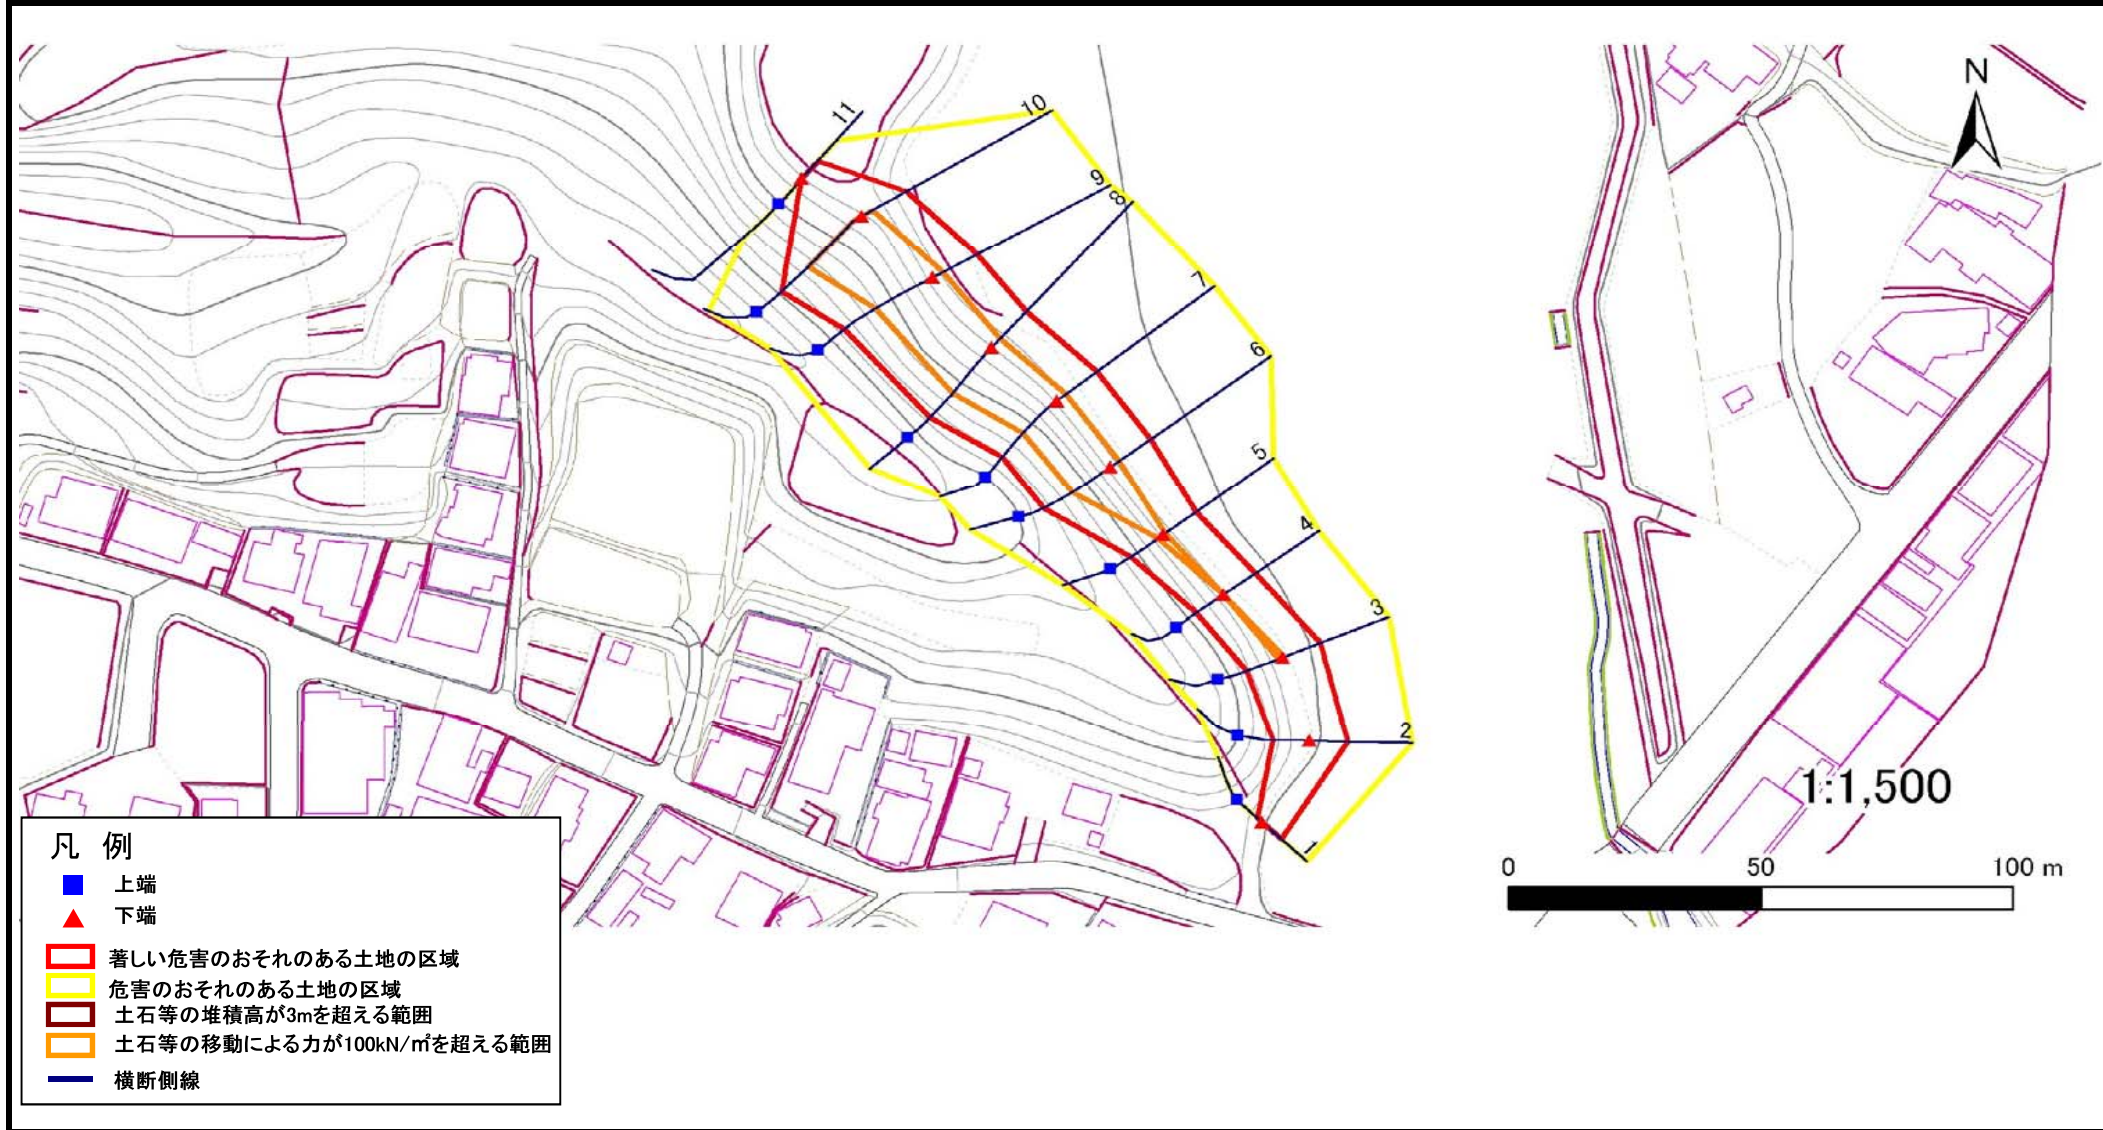 11
10
9
8
7
6
5
4
3
2
1
N
1:1,500
0 50 100 m
凡 例
上端
下端
著しい危害のおそれのある土地の区域
危害のおそれのある土地の区域
土石等の堆積高が3mを超える範囲
土石等の移動による力が100kN/㎡を超える範囲
横断側線